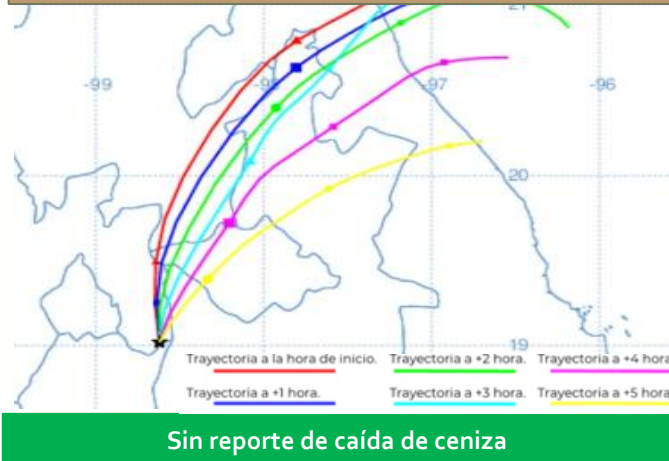 -99
-97
-96
20
19
Trayectoria a la hora de inicio. Trayectoria a +2 hora. Trayectoria a +4 hora
Trayectoria a +1 hora. Trayectoria a +3 hora. Trayectoria a +5 hora
Sin reporte de caída de ceniza